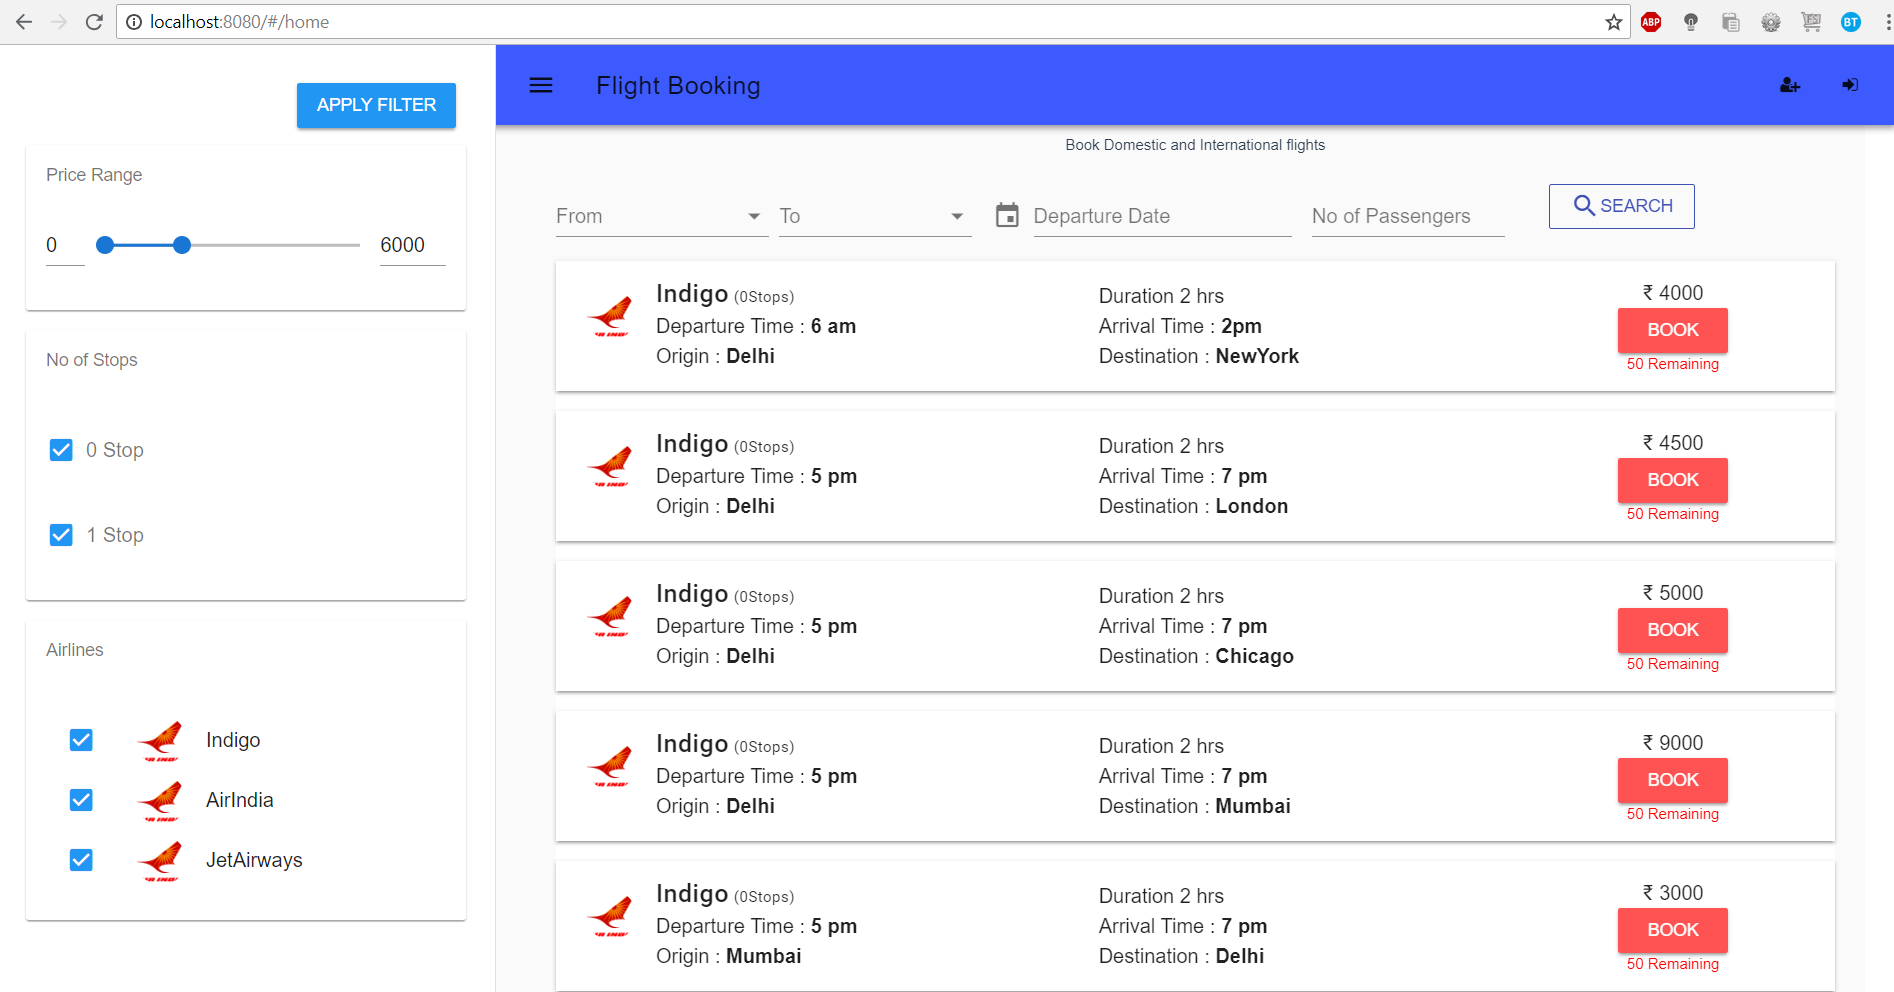 localhost:8080/#/home
ABP
BT
APPLY FILTER
Price Range
0
6000
No of Stops
0 Stop
1 Stop
Airlines
Indigo
AirIndia
JetAirways
Flight Booking
Book Domestic and International flights
From
To
Departure Date
No of Passengers
SEARCH
Indigo (0Stops)
Departure Time : 6 am
Origin : Delhi
Duration 2 hrs
Arrival Time : 2pm
Destination : NewYork
₹ 4000
BOOK
50 Remaining
Indigo (0Stops)
Departure Time : 5 pm
Origin : Delhi
Duration 2 hrs
Arrival Time : 7 pm
Destination : London
₹ 4500
BOOK
50 Remaining
Indigo (0Stops)
Departure Time : 5 pm
Origin : Delhi
Duration 2 hrs
Arrival Time : 7 pm
Destination : Chicago
₹ 5000
BOOK
50 Remaining
Indigo (0Stops)
Departure Time : 5 pm
Origin : Delhi
Duration 2 hrs
Arrival Time : 7 pm
Destination : Mumbai
₹ 9000
BOOK
50 Remaining
Indigo (0Stops)
Departure Time : 5 pm
Origin : Mumbai
Duration 2 hrs
Arrival Time : 7 pm
Destination : Delhi
₹ 3000
BOOK
50 Remaining